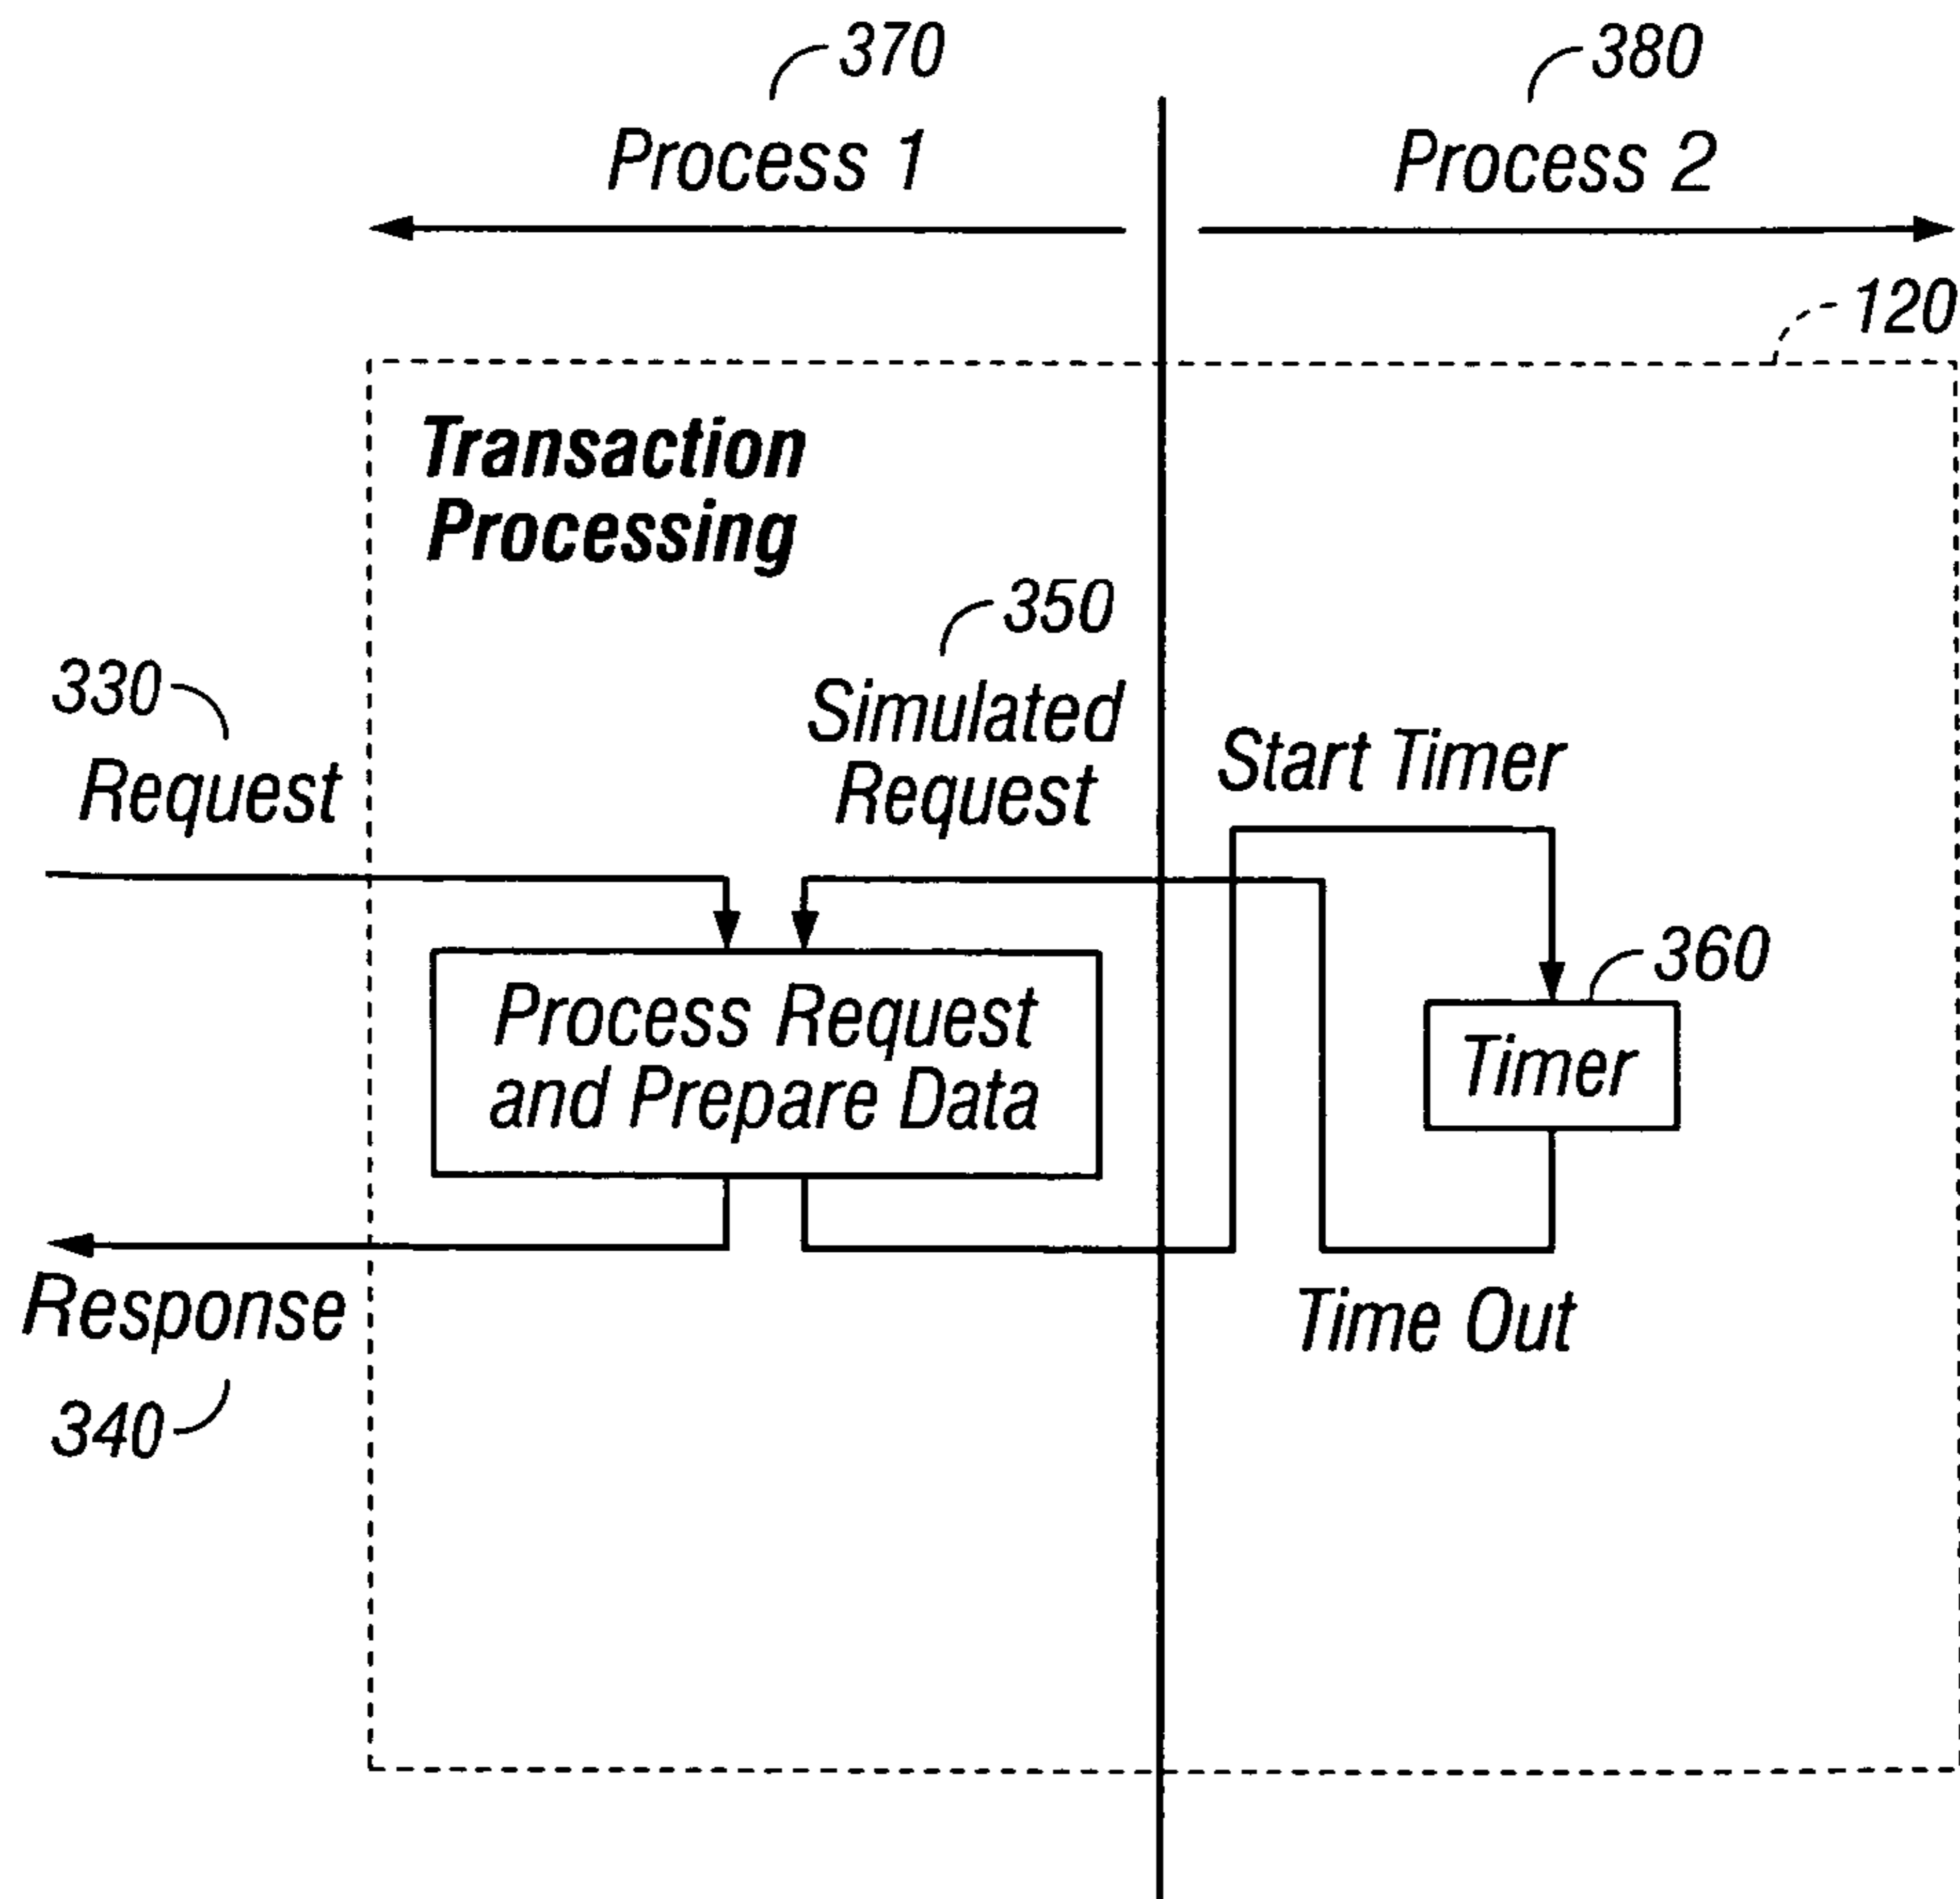 370
380
Process 1
Process 2
120
Transaction
Processing
350
330
Simulated
Request
Request
Start Timer
360
Process Request
and Prepare Data
Timer
Response
Time Out
340